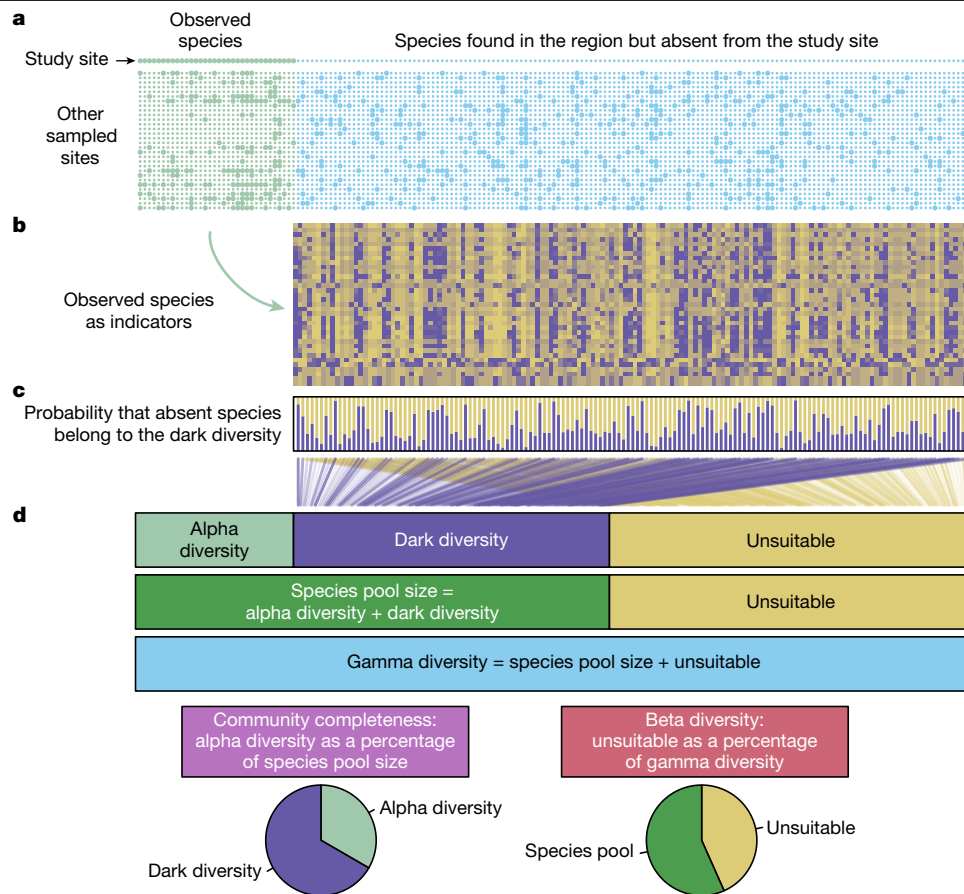 a
Observed
species
Species found in the region but absent from the study site
Study site
Other
sampled
sites
b
Observed species
as indicators
c
Probability that absent species
belong to the dark diversity
d
Alpha
diversity
Dark diversity
Unsuitable
Species pool size =
alpha diversity + dark diversity
Unsuitable
Gamma diversity = species pool size + unsuitable
Community completeness:
alpha diversity as a percentage
of species pool size
Beta diversity:
unsuitable as a percentage
of gamma diversity
Alpha diversity
Dark diversity
Unsuitable
Species pool